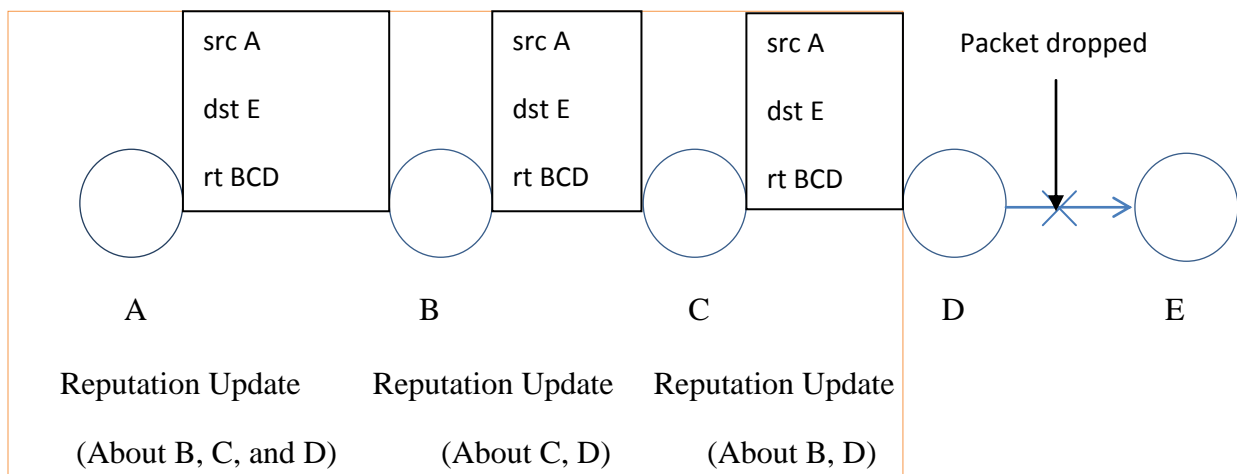 src A
dst E
rt BCD
src A
dst E
rt BCD
src A
dst E
rt BCD
Packet dropped
A
B
C
D
E
Reputation Update
(About B, C, and D)
Reputation Update
(About C, D)
Reputation Update
(About B, D)